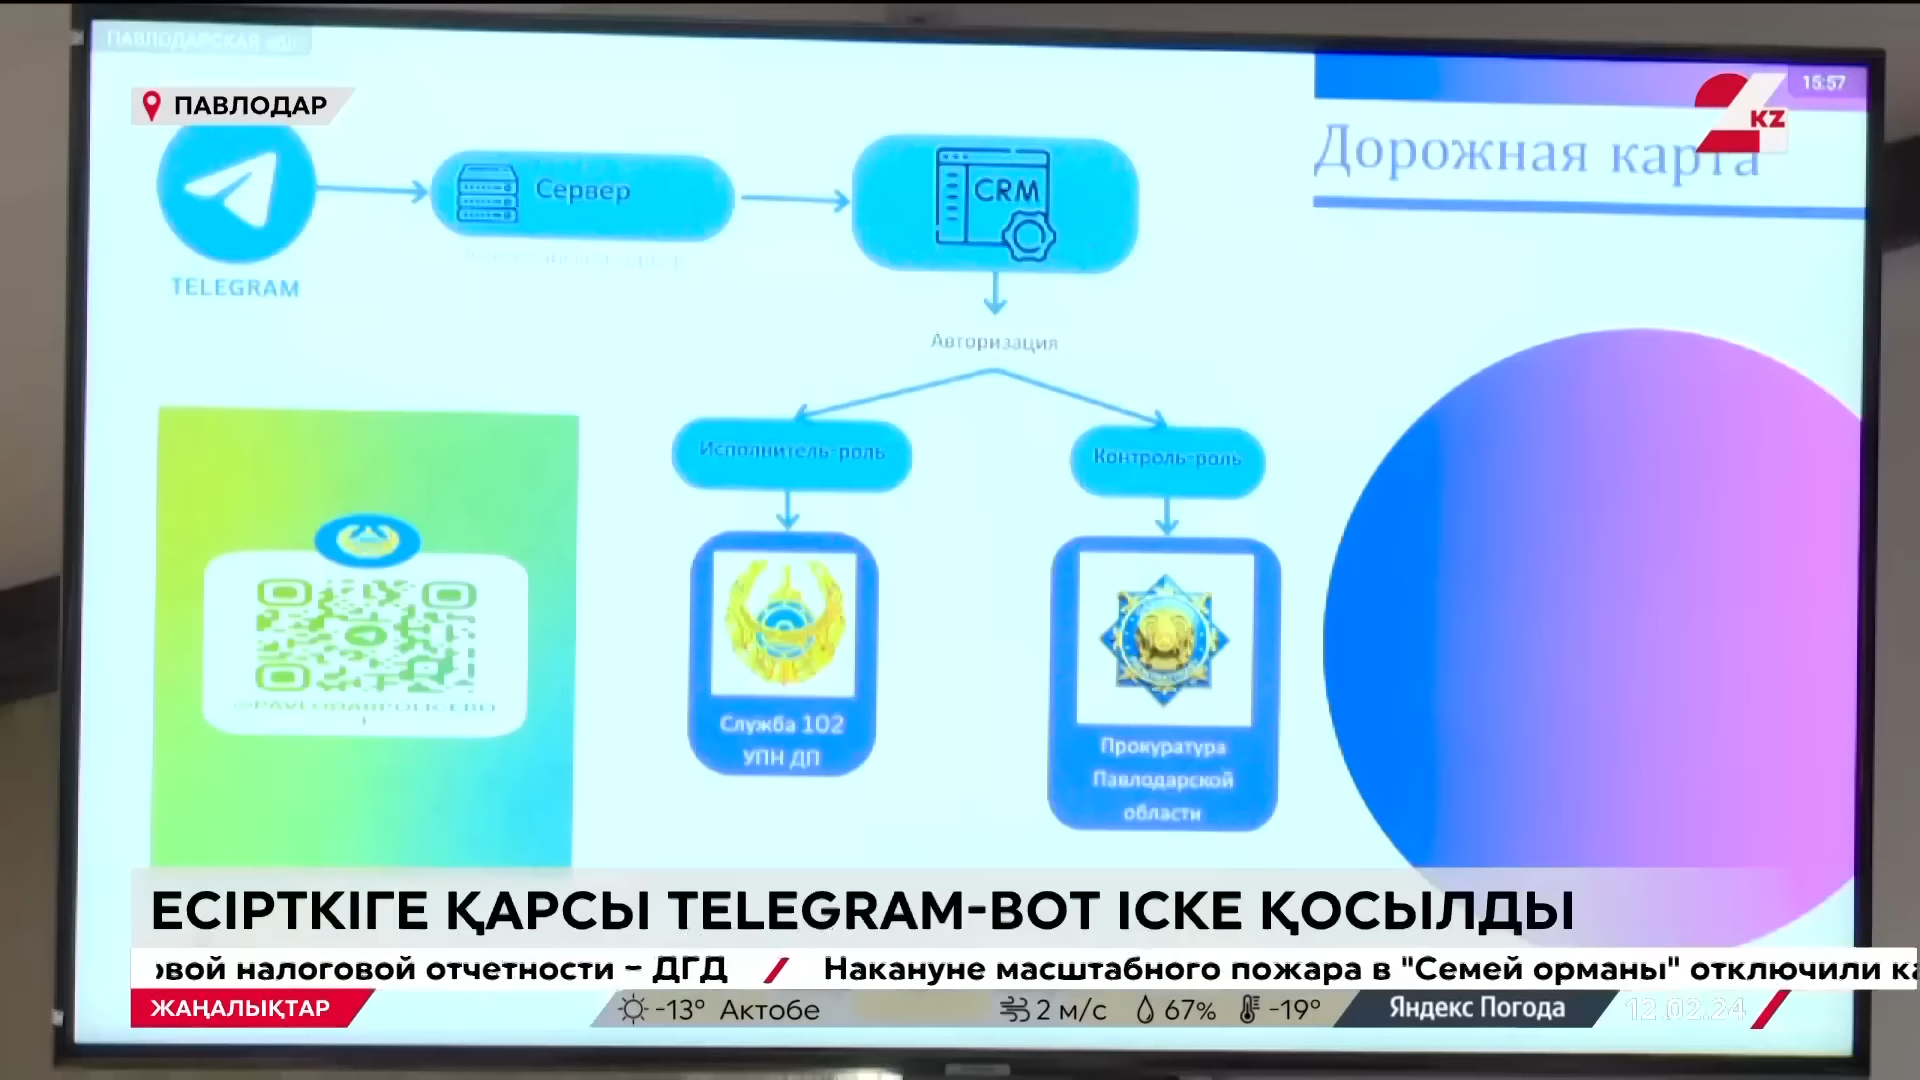 ПАВЛОДАРСКАЯ обл.
ПАВЛОДАР
15:57
KZ
Дорожная карта
Сервер
CRM
TELEGRAM
Авторизация
Исполнитель-роль
Контроль-роль
Служба 102
УПН ДП
Прокуратура
Павлодарской
области
ЕСІРТКІГЕ ҚАРСЫ TELEGRAM-BOT ІСКЕ ҚОСЫЛДЫ
овой налоговой отчетности – ДГД / Накануне масштабного пожара в "Семей орманы" отключили ка
ЖАҢАЛЫҚТАР
-13° Актобе 2 м/с 67% -19° Яндекс Погода 12.02.24